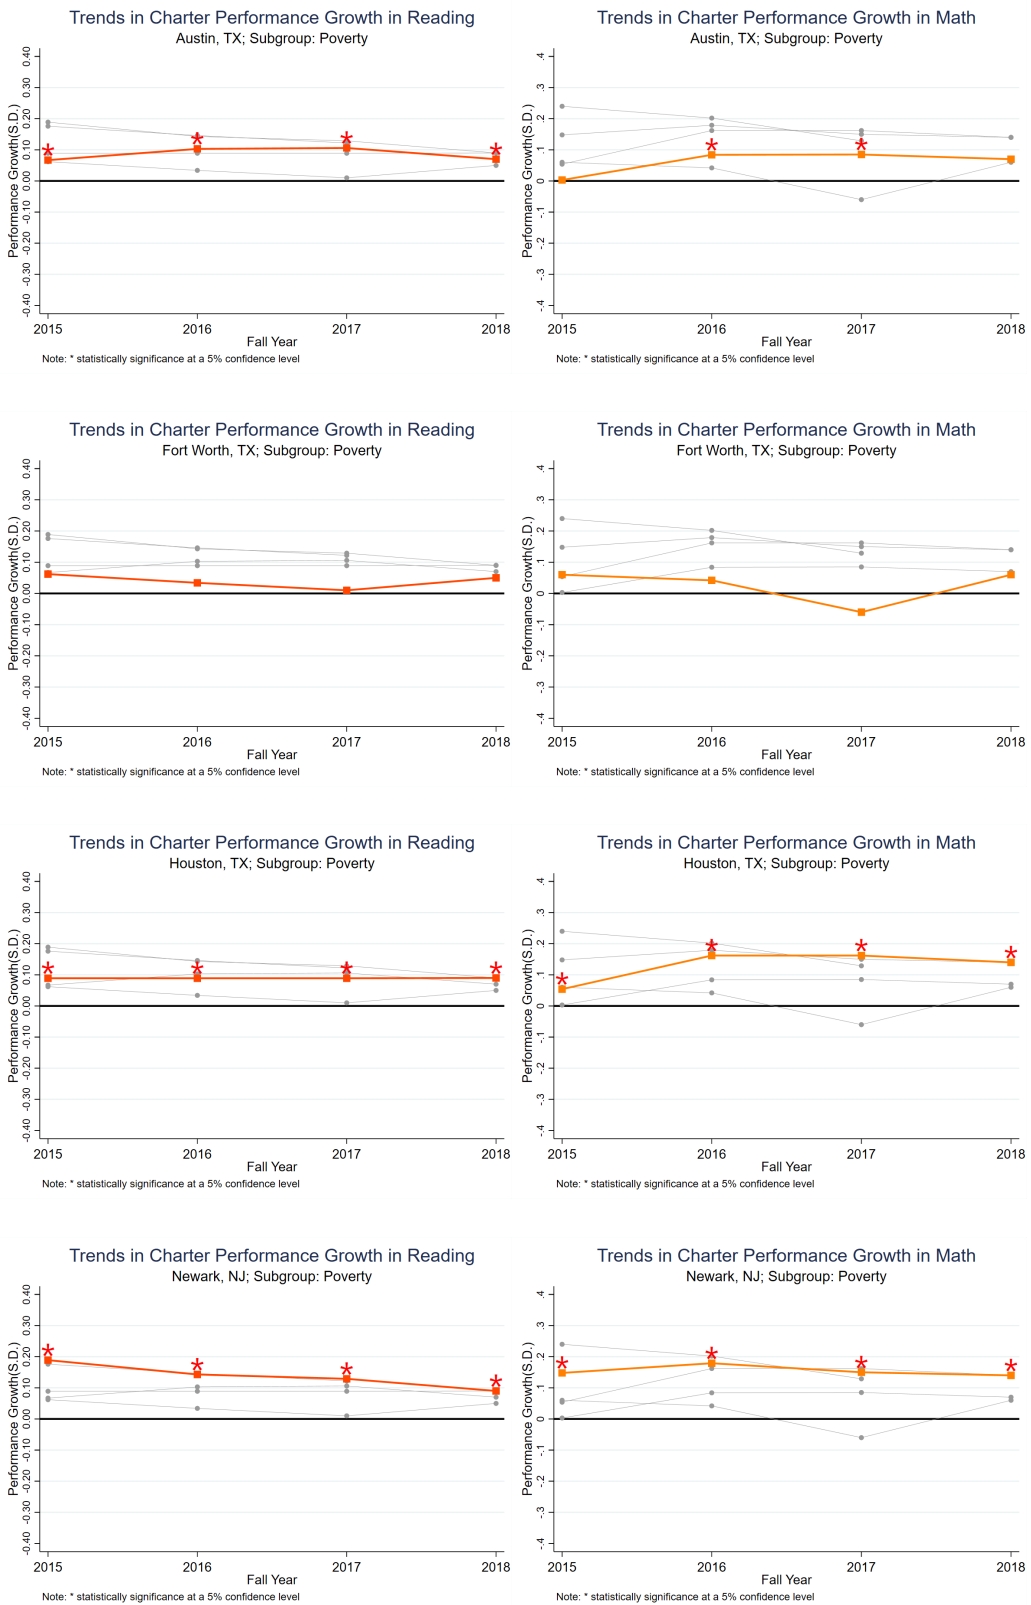 Trends in Charter Performance Growth in Reading
Austin, TX; Subgroup: Poverty
Performance Growth(S.D.)
0.40
0.30
0.20
0.10
0.00
-0.10
-0.20
-0.30
-0.40
* * * *
2015 2016 2017 2018
Fall Year
Note: * statistically significance at a 5% confidence level
Trends in Charter Performance Growth in Math
Austin, TX; Subgroup: Poverty
Performance Growth(S.D.)
.4
.3
.2
.1
0
-.1
-.2
-.3
-.4
* *
2015 2016 2017 2018
Fall Year
Note: * statistically significance at a 5% confidence level
Trends in Charter Performance Growth in Reading
Fort Worth, TX; Subgroup: Poverty
Performance Growth(S.D.)
0.40
0.30
0.20
0.10
0.00
-0.10
-0.20
-0.30
-0.40
2015 2016 2017 2018
Fall Year
Note: * statistically significance at a 5% confidence level
Trends in Charter Performance Growth in Math
Fort Worth, TX; Subgroup: Poverty
Performance Growth(S.D.)
.4
.3
.2
.1
0
-.1
-.2
-.3
-.4
2015 2016 2017 2018
Fall Year
Note: * statistically significance at a 5% confidence level
Trends in Charter Performance Growth in Reading
Houston, TX; Subgroup: Poverty
Performance Growth(S.D.)
0.40
0.30
0.20
0.10
0.00
-0.10
-0.20
-0.30
-0.40
* * * *
2015 2016 2017 2018
Fall Year
Note: * statistically significance at a 5% confidence level
Trends in Charter Performance Growth in Math
Houston, TX; Subgroup: Poverty
Performance Growth(S.D.)
.4
.3
.2
.1
0
-.1
-.2
-.3
-.4
* * * *
2015 2016 2017 2018
Fall Year
Note: * statistically significance at a 5% confidence level
Trends in Charter Performance Growth in Reading
Newark, NJ; Subgroup: Poverty
Performance Growth(S.D.)
0.40
0.30
0.20
0.10
0.00
-0.10
-0.20
-0.30
-0.40
* * * *
2015 2016 2017 2018
Fall Year
Note: * statistically significance at a 5% confidence level
Trends in Charter Performance Growth in Math
Newark, NJ; Subgroup: Poverty
Performance Growth(S.D.)
.4
.3
.2
.1
0
-.1
-.2
-.3
-.4
* * * *
2015 2016 2017 2018
Fall Year
Note: * statistically significance at a 5% confidence level